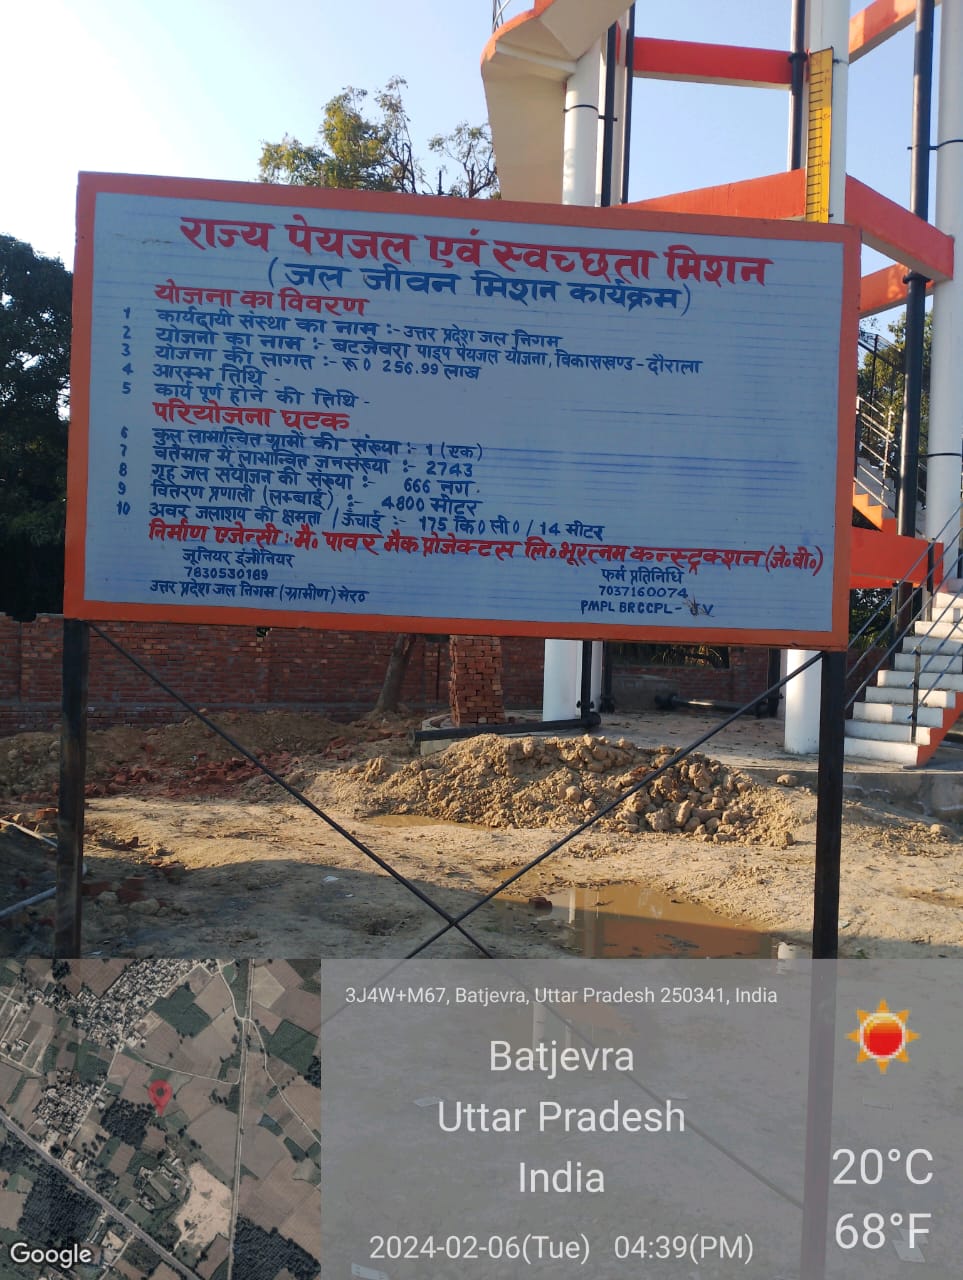 राज्य पेयजल एवं स्वच्छता मिशन
(जल जीवन मिशन कार्यक्रम)
योजना का विवरण
1 कार्यदायी संस्था का नाम :- उत्तर प्रदेश जल निगम
2 योजना का नाम :- बटजेवरा पाइप पेयजल योजना, विकासखण्ड - दौराला
3 योजना की लागत :- रू0 256.99 लाख
4 आरम्भ तिथि -
5 कार्य पूर्ण होने की तिथि -
परियोजना घटक
6 कुल लाभान्वित ग्रामों की संख्या :- 1 (एक)
7 वर्तमान में लाभान्वित जनसंख्या :- 2743
8 गृह जल संयोजन की संख्या :- 666 नग.
9 वितरण प्रणाली (लम्बाई) :- 4800 मीटर
10 अवर जलाशय की क्षमता / ऊँचाई :- 175 कि0 ली0 / 14 मीटर
निर्माण एजेन्सी :- मै० पावर मैक प्रोजेक्टस लि० भूरत्नम कन्स्ट्रक्शन (जे०वी०)
जूनियर इंजीनियर
7830530189
उत्तर प्रदेश जल निगम (ग्रामीण) मेरठ
फर्म प्रतिनिधि
7037160074
PMPL BRCCPL - JV
3J4W+M67, Batjevra, Uttar Pradesh 250341, India
Batjevra
Uttar Pradesh
India
2024-02-06(Tue) 04:39(PM)
20°C
68°F
Google